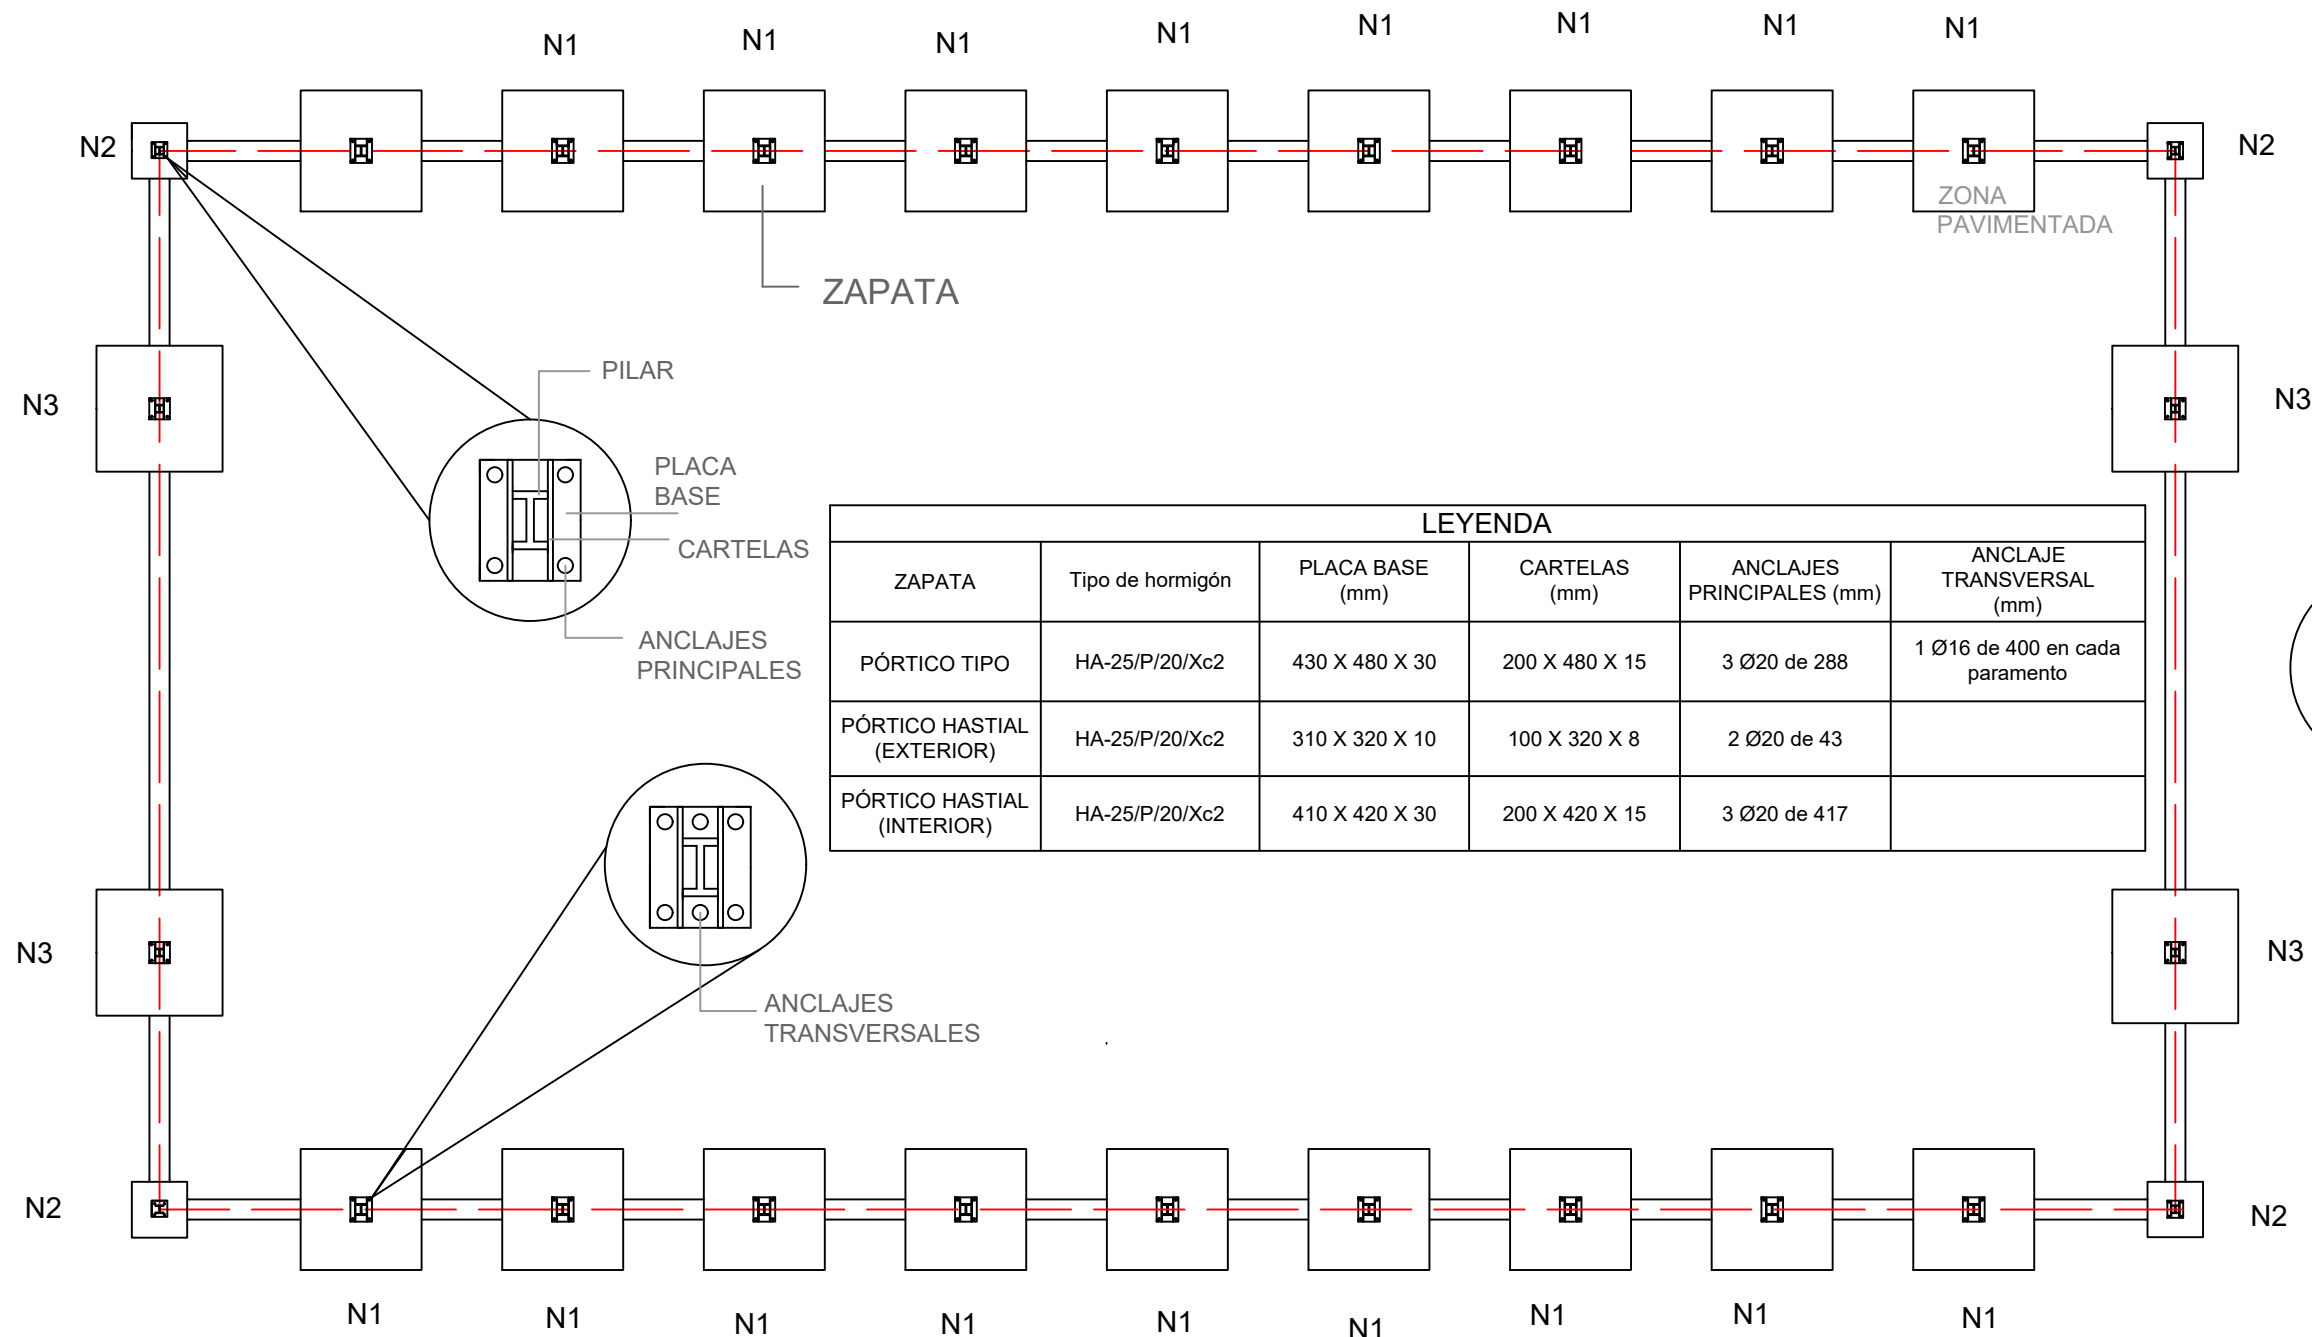 N1 N1 N1 N1 N1 N1 N1 N1
N2 N2
ZONA
PAVIMENTADA
ZAPATA
PILAR
N3 N3
PLACA
BASE
CARTELAS
ANCLAJES
PRINCIPALES
LEYENDA
ZAPATA Tipo de hormigón PLACA BASE (mm) CARTELAS (mm) ANCLAJES PRINCIPALES (mm) ANCLAJE TRANSVERSAL (mm)
PÓRTICO TIPO HA-25/P/20/Xc2 430 X 480 X 30 200 X 480 X 15 3 Ø20 de 288 1 Ø16 de 400 en cada paramento
PÓRTICO HASTIAL (EXTERIOR) HA-25/P/20/Xc2 310 X 320 X 10 100 X 320 X 8 2 Ø20 de 43
PÓRTICO HASTIAL (INTERIOR) HA-25/P/20/Xc2 410 X 420 X 30 200 X 420 X 15 3 Ø20 de 417
N3 N3
ANCLAJES
TRANSVERSALES
N2 N2
N1 N1 N1 N1 N1 N1 N1 N1 N1